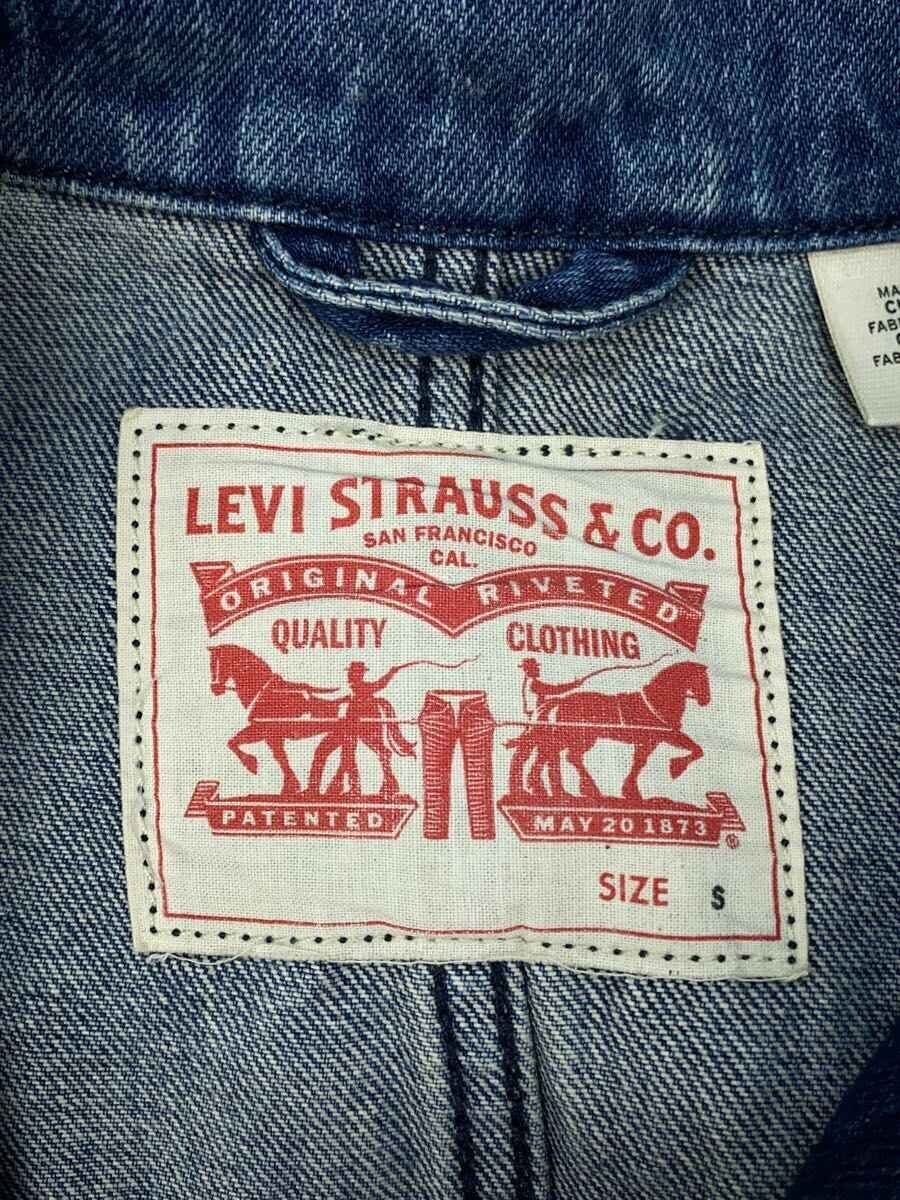 LEVI STRAUSS & CO.
SAN FRANCISCO
CAL.
ORIGINAL RIVETED
QUALITY CLOTHING
PATENTED MAY 20 1873 ®
SIZE S